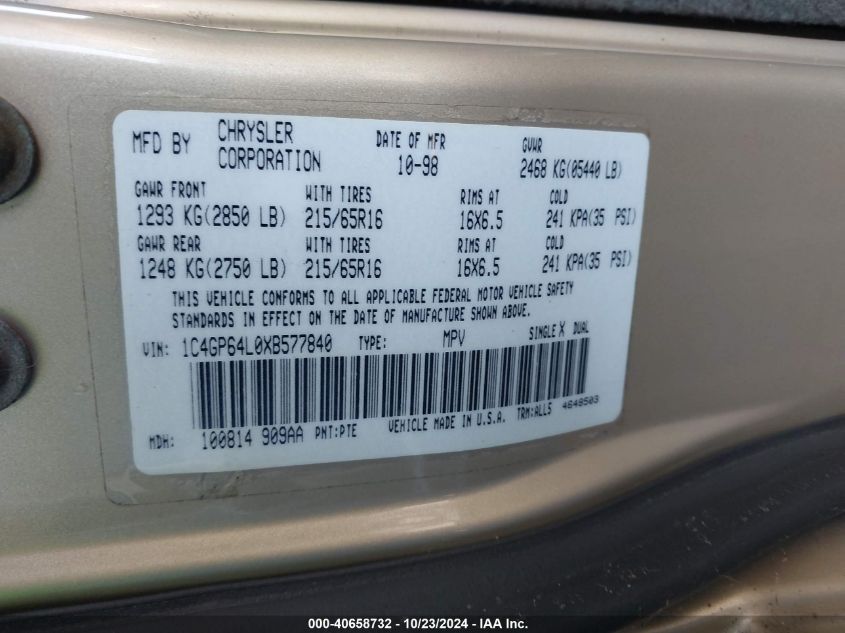 MFD BY CHRYSLER CORPORATION DATE OF MFR 10-98 GVWR 2468 KG(05440 LB)
GAWR FRONT WITH TIRES RIMS AT COLD
1293 KG(2850 LB) 215/65R16 16X6.5 241 KPA(35 PSI)
GAWR REAR WITH TIRES RIMS AT COLD
1248 KG(2750 LB) 215/65R16 16X6.5 241 KPA(35 PSI)
THIS VEHICLE CONFORMS TO ALL APPLICABLE FEDERAL MOTOR VEHICLE SAFETY
STANDARDS IN EFFECT ON THE DATE OF MANUFACTURE SHOWN ABOVE.
VIN: 1C4GP64L0XB577840 TYPE: MPV SINGLE X DUAL
MDH: 100814 909AA PNT:PTE VEHICLE MADE IN U.S.A. TRM:ALL5 4648503
000-40658732 - 10/23/2024 - IAA Inc.